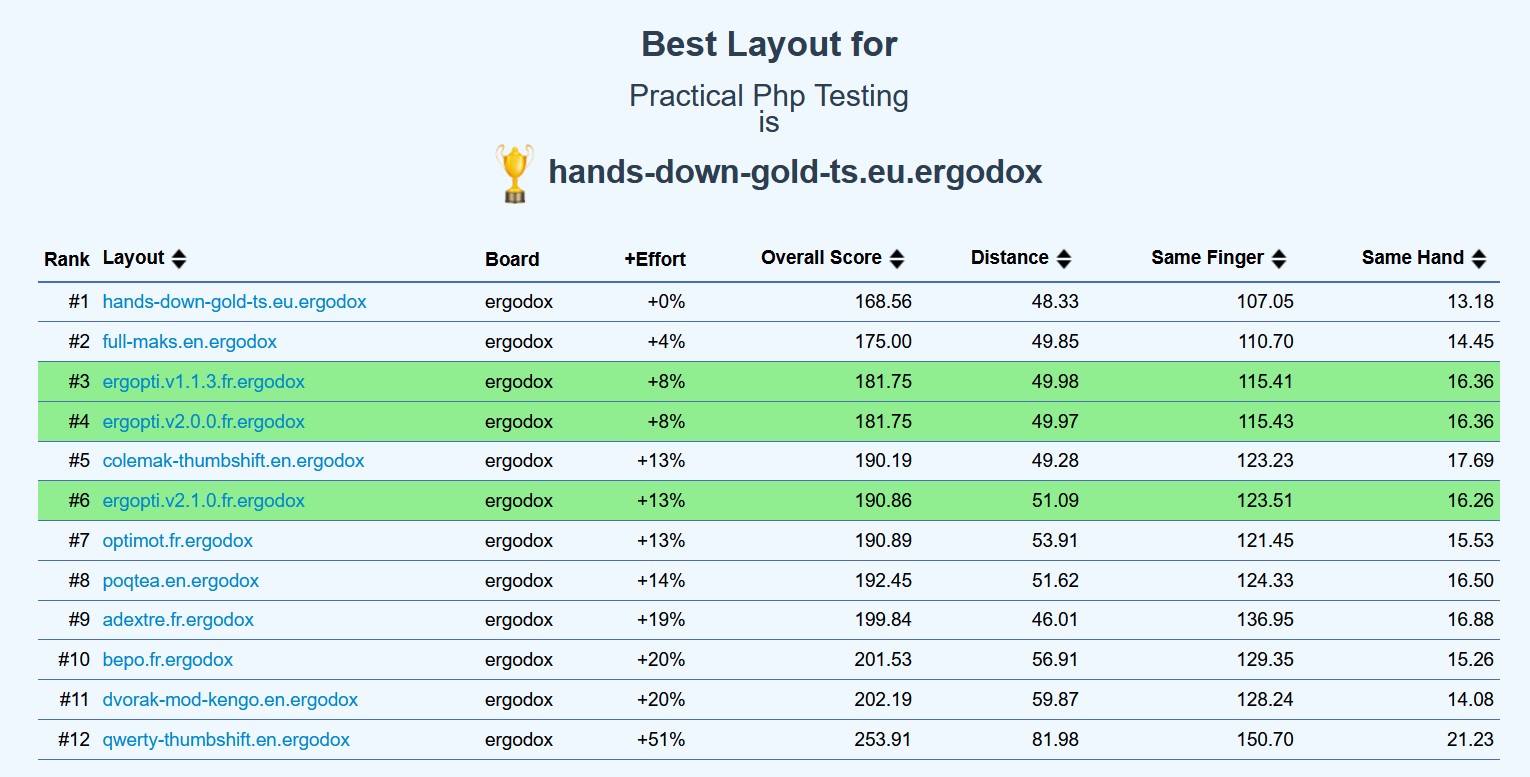 Best Layout for
Practical Php Testing
is
hands-down-gold-ts.eu.ergodox
Rank Layout Board +Effort Overall Score Distance Same Finger Same Hand
#1 hands-down-gold-ts.eu.ergodox ergodox +0% 168.56 48.33 107.05 13.18
#2 full-maks.en.ergodox ergodox +4% 175.00 49.85 110.70 14.45
#3 ergopti.v1.1.3.fr.ergodox ergodox +8% 181.75 49.98 115.41 16.36
#4 ergopti.v2.0.0.fr.ergodox ergodox +8% 181.75 49.97 115.43 16.36
#5 colemak-thumbshift.en.ergodox ergodox +13% 190.19 49.28 123.23 17.69
#6 ergopti.v2.1.0.fr.ergodox ergodox +13% 190.86 51.09 123.51 16.26
#7 optimot.fr.ergodox ergodox +13% 190.89 53.91 121.45 15.53
#8 poqtea.en.ergodox ergodox +14% 192.45 51.62 124.33 16.50
#9 adextre.fr.ergodox ergodox +19% 199.84 46.01 136.95 16.88
#10 bepo.fr.ergodox ergodox +20% 201.53 56.91 129.35 15.26
#11 dvorak-mod-kengo.en.ergodox ergodox +20% 202.19 59.87 128.24 14.08
#12 qwerty-thumbshift.en.ergodox ergodox +51% 253.91 81.98 150.70 21.23